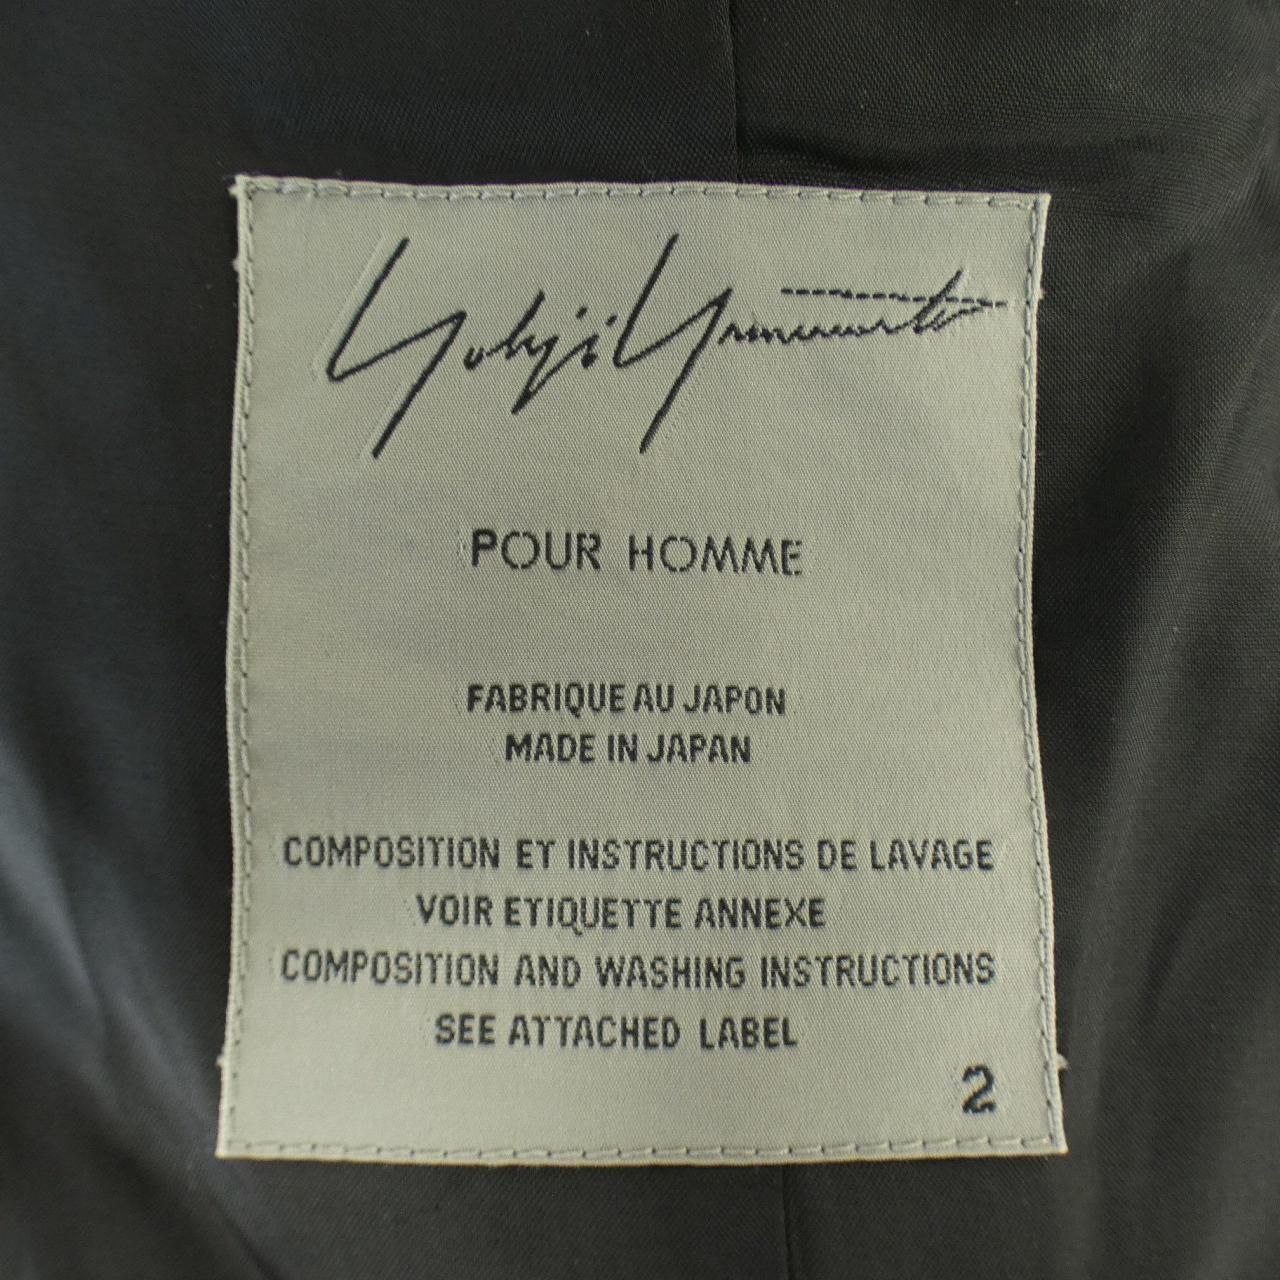 Yohji Yamamoto
POUR HOMME
FABRIQUE AU JAPON
MADE IN JAPAN
COMPOSITION ET INSTRUCTIONS DE LAVAGE
VOIR ETIQUETTE ANNEXE
COMPOSITION AND WASHING INSTRUCTIONS
SEE ATTACHED LABEL
2